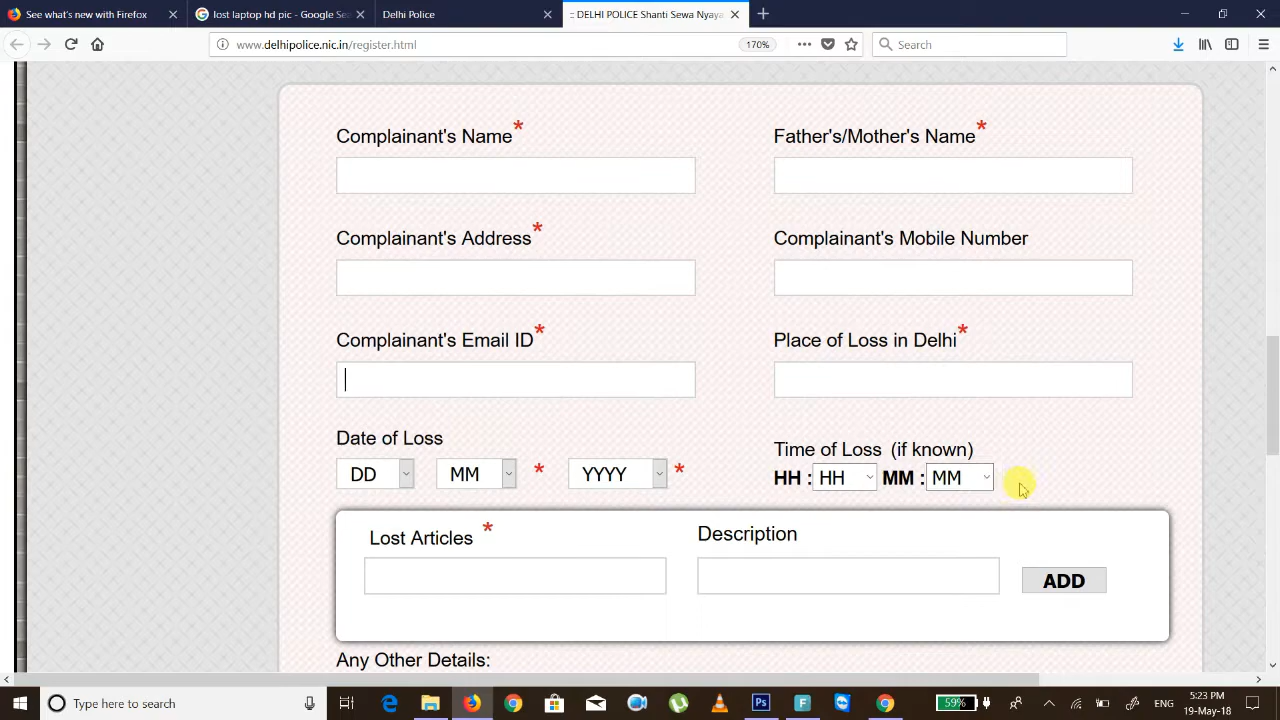 See what's new with Firefox
lost laptop hd pic - Google Sea
Delhi Police
:: DELHI POLICE Shanti Sewa Nyaya
www.delhipolice.nic.in/register.html
170%
Search
Complainant's Name*
Father's/Mother's Name*
Complainant's Address*
Complainant's Mobile Number
Complainant's Email ID*
Place of Loss in Delhi*
Date of Loss
Time of Loss (if known)
DD MM * YYYY *
HH : HH MM : MM
Lost Articles *
Description
ADD
Any Other Details:
Type here to search
Ps
F
59%
ENG
5:23 PM
19-May-18